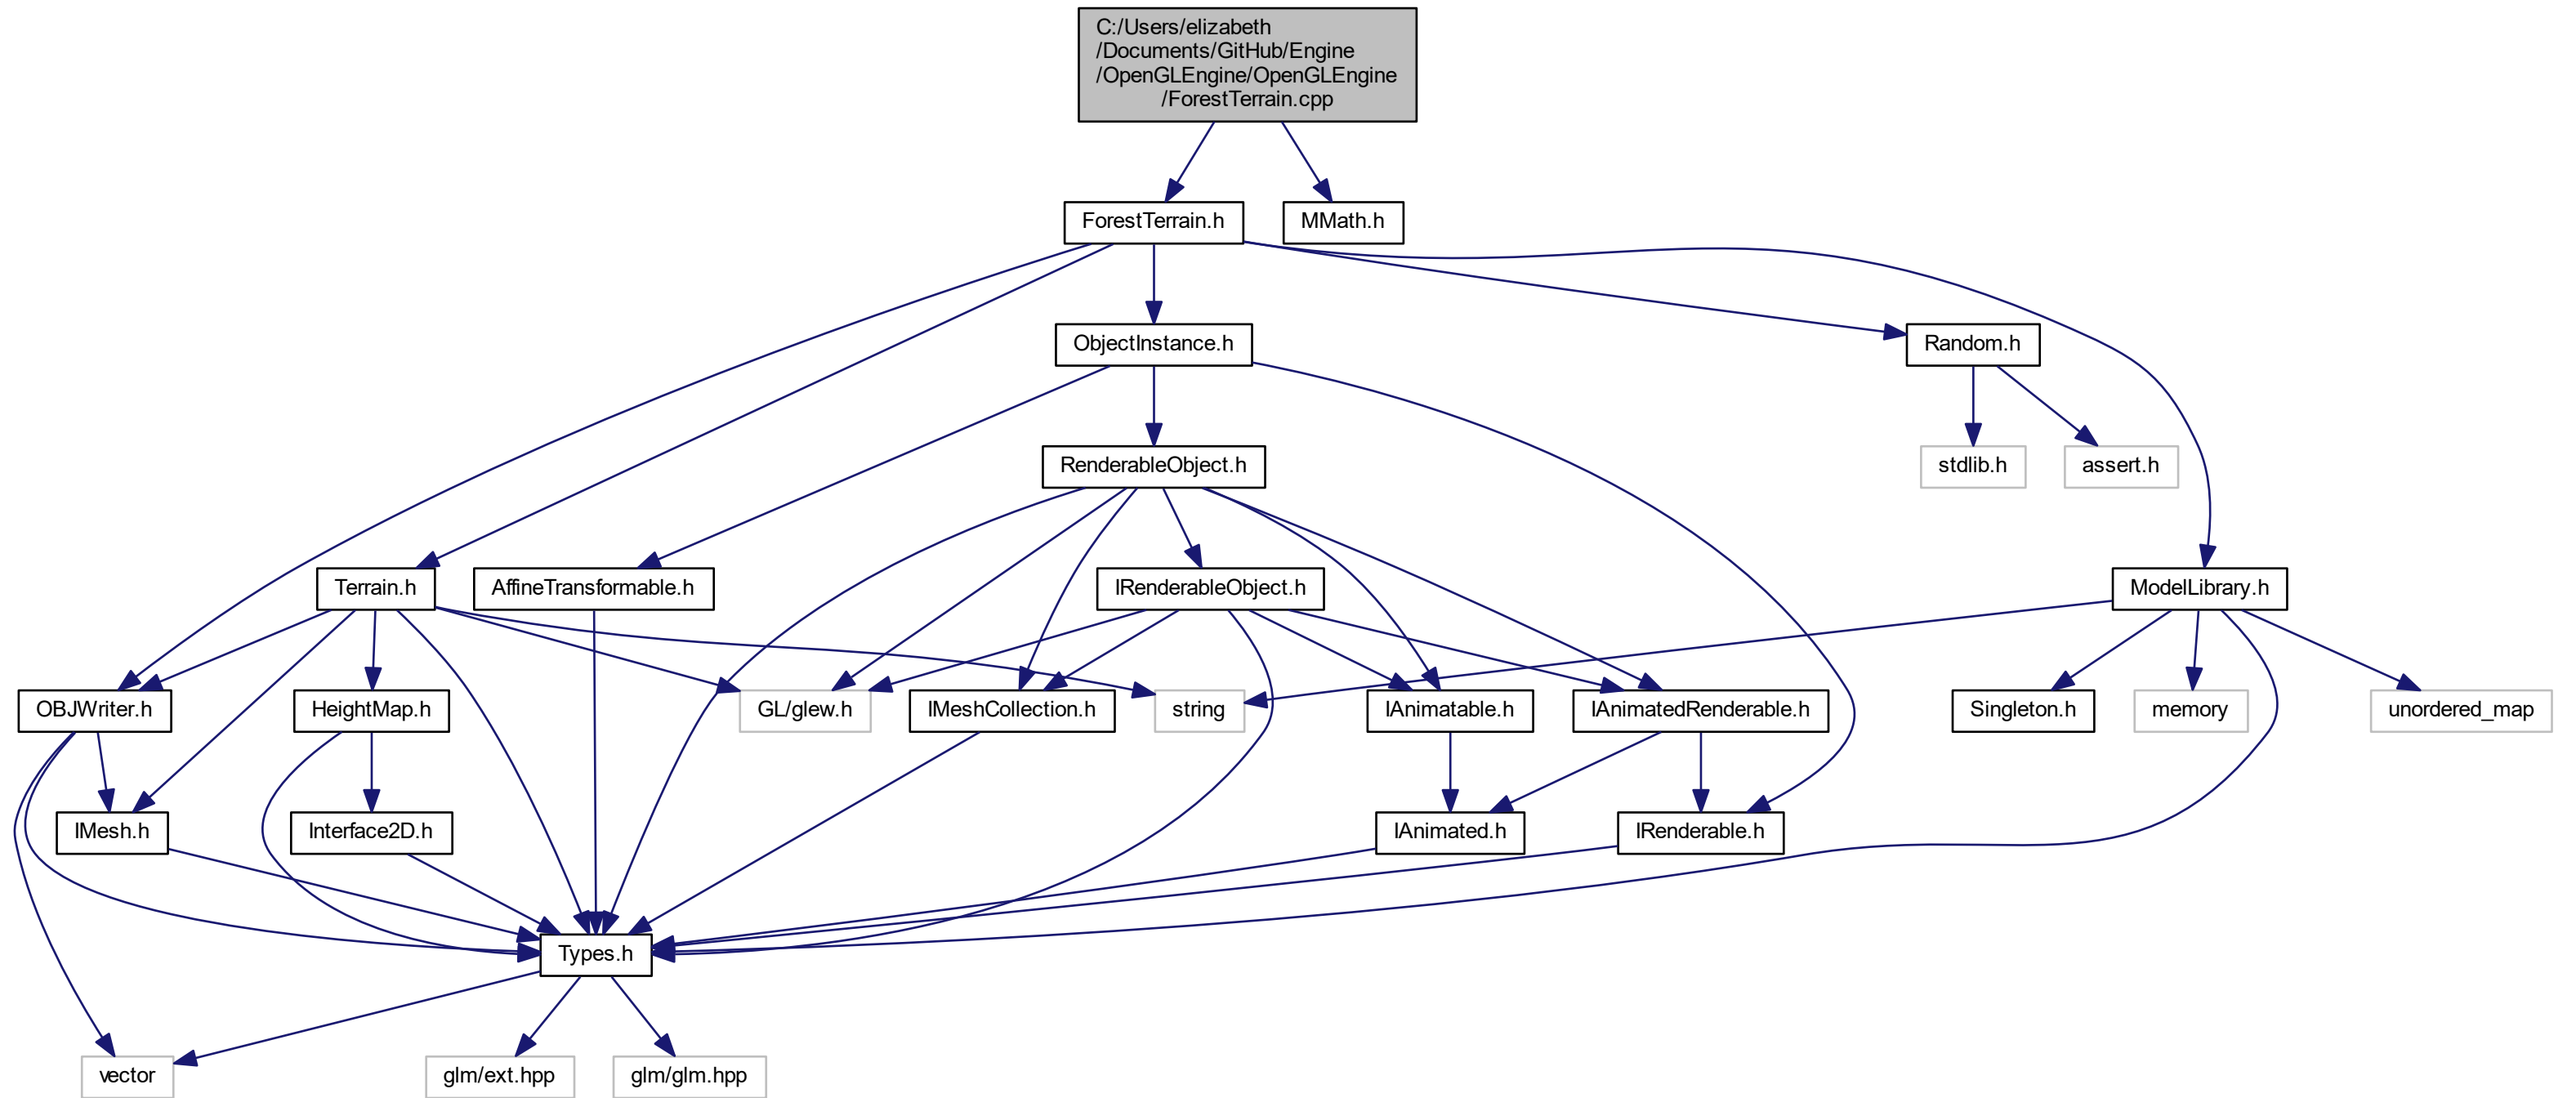 C:/Users/elizabeth
/Documents/GitHub/Engine
/OpenGLEngine/OpenGLEngine
/ForestTerrain.cpp
ForestTerrain.h
MMath.h
ObjectInstance.h
Random.h
RenderableObject.h
stdlib.h
assert.h
Terrain.h
AffineTransformable.h
IRenderableObject.h
ModelLibrary.h
OBJWriter.h
HeightMap.h
GL/glew.h
IMeshCollection.h
string
IAnimatable.h
IAnimatedRenderable.h
Singleton.h
memory
unordered_map
IMesh.h
Interface2D.h
IAnimated.h
IRenderable.h
Types.h
vector
glm/ext.hpp
glm/glm.hpp